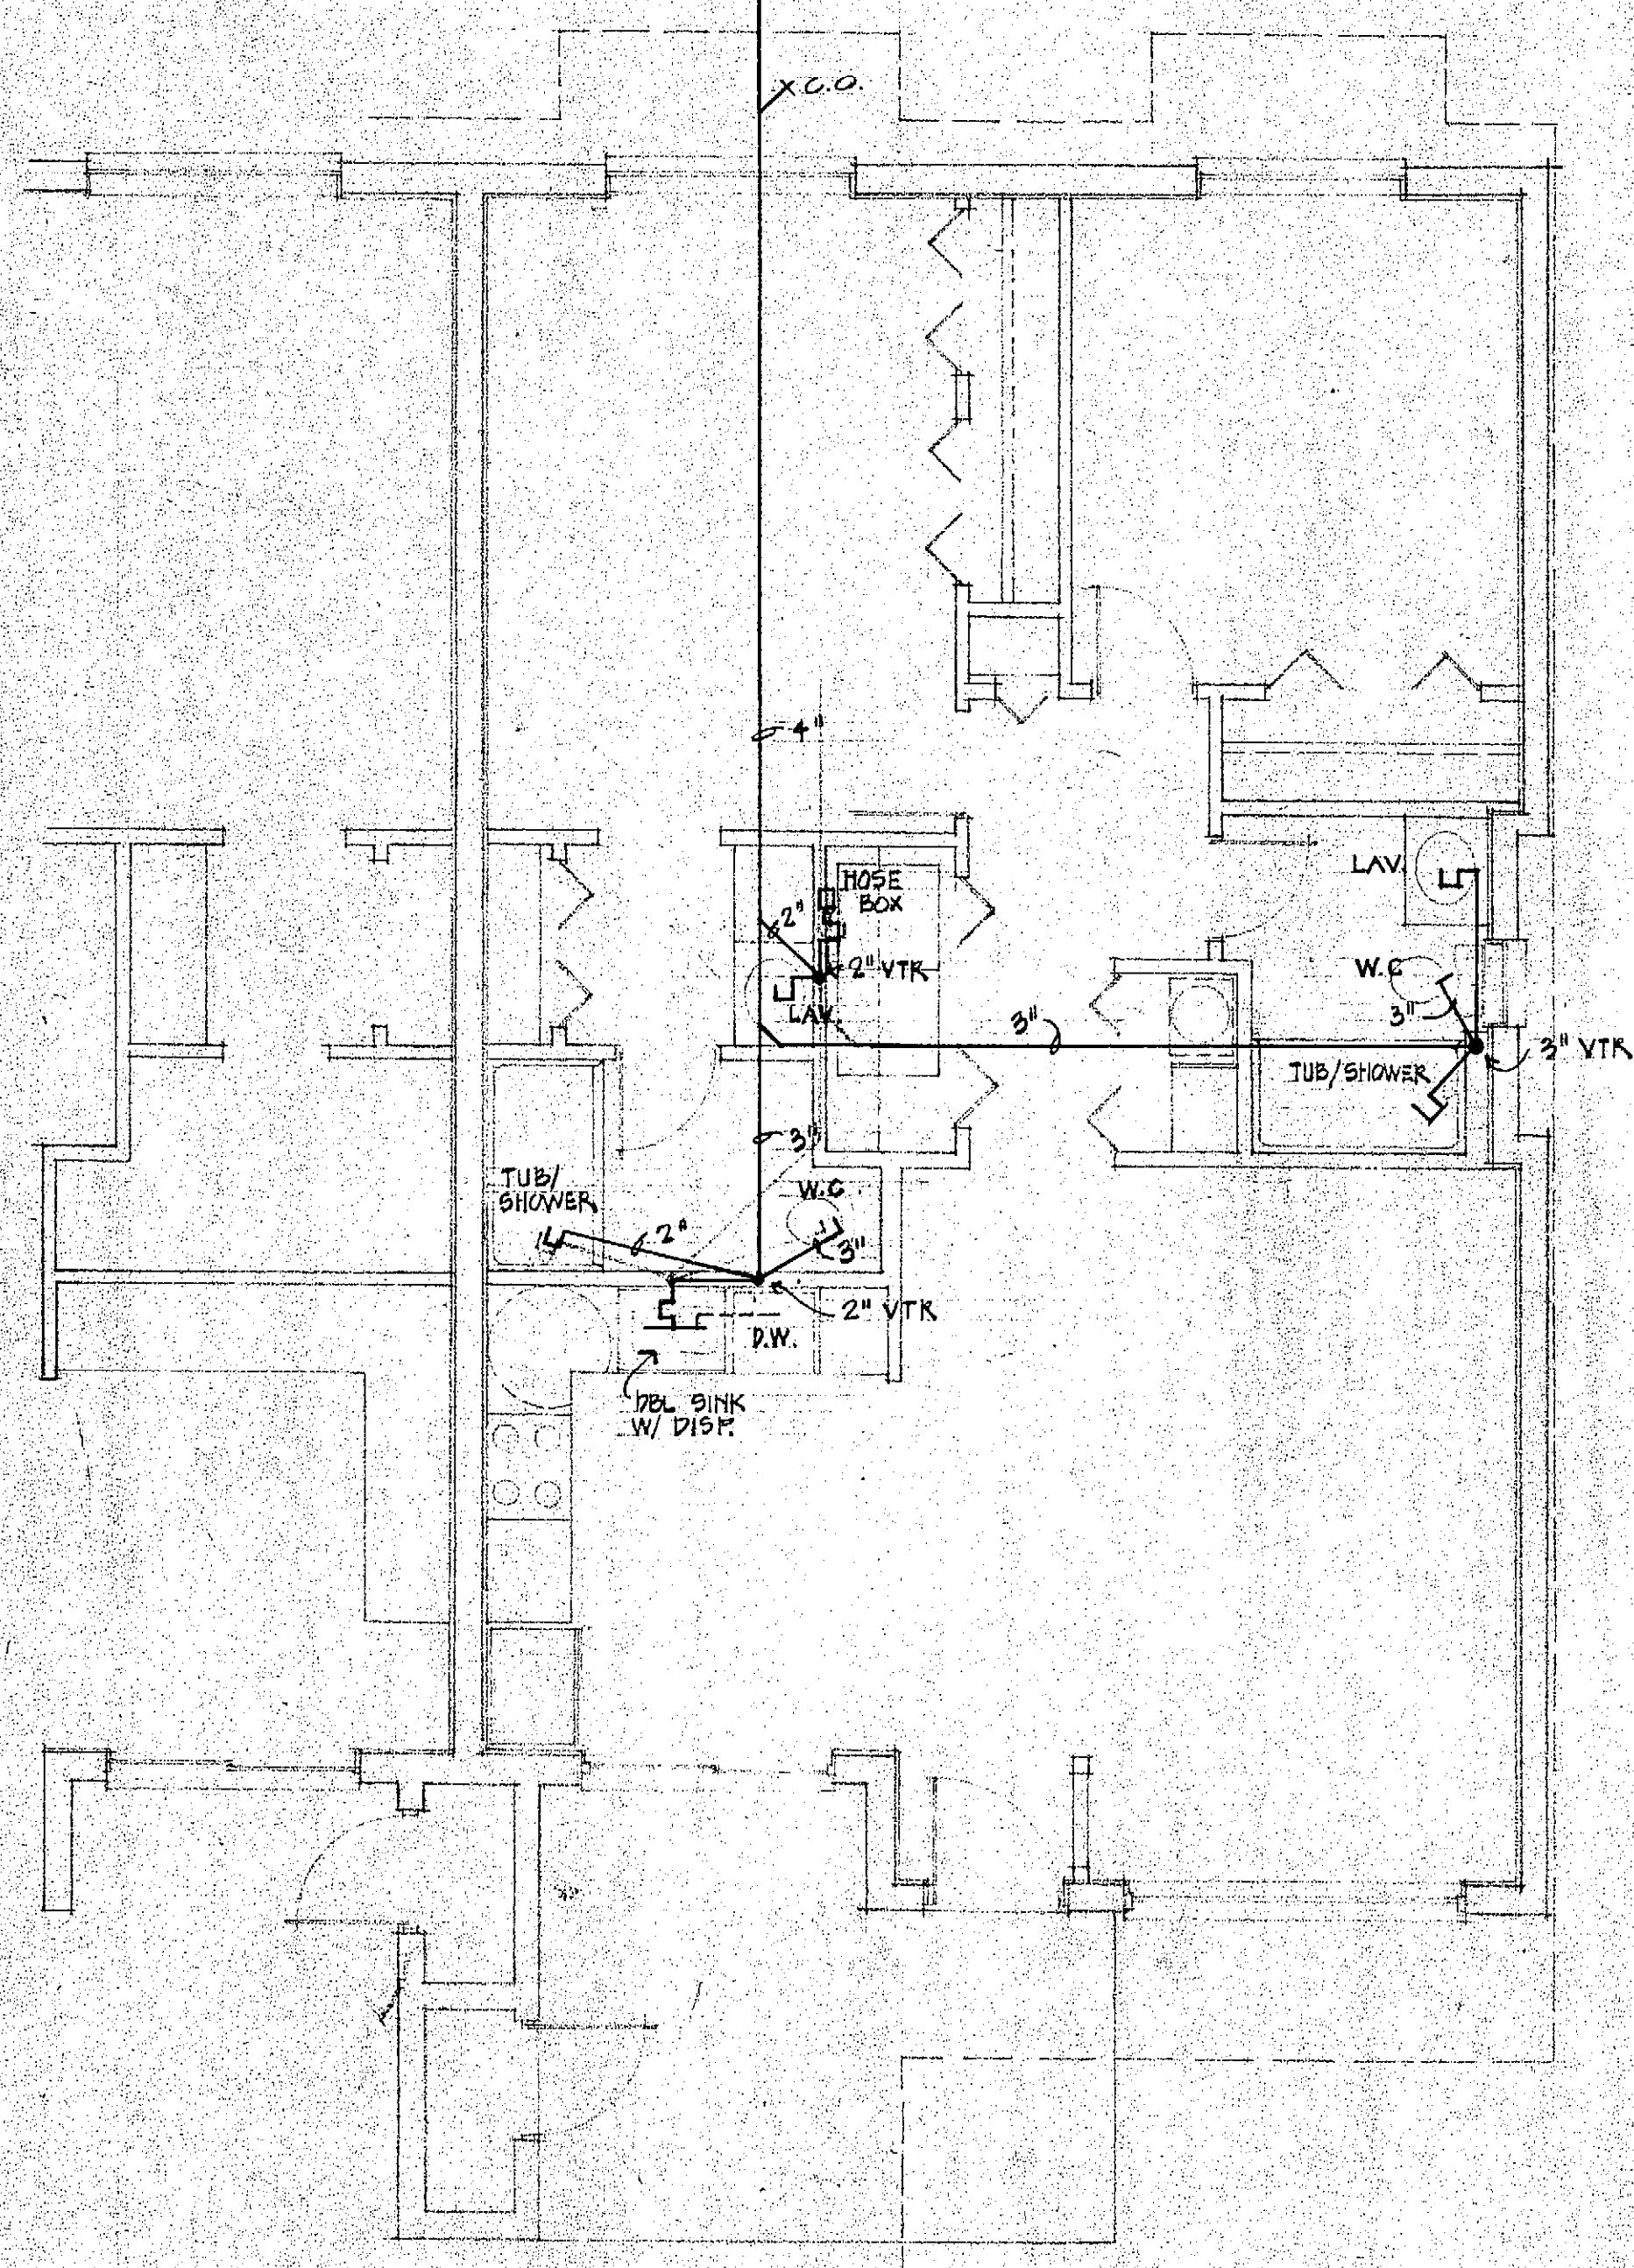 X C.O.
4"
HOSE
BOX
LAV.
2"
2" VTR
W.C
3"
LAV.
3"
3" VTR
TUB/SHOWER
3"
TUB/
SHOWER
W.C
2"
3"
2" VTR
D.W.
DBL SINK
W/ DISP.